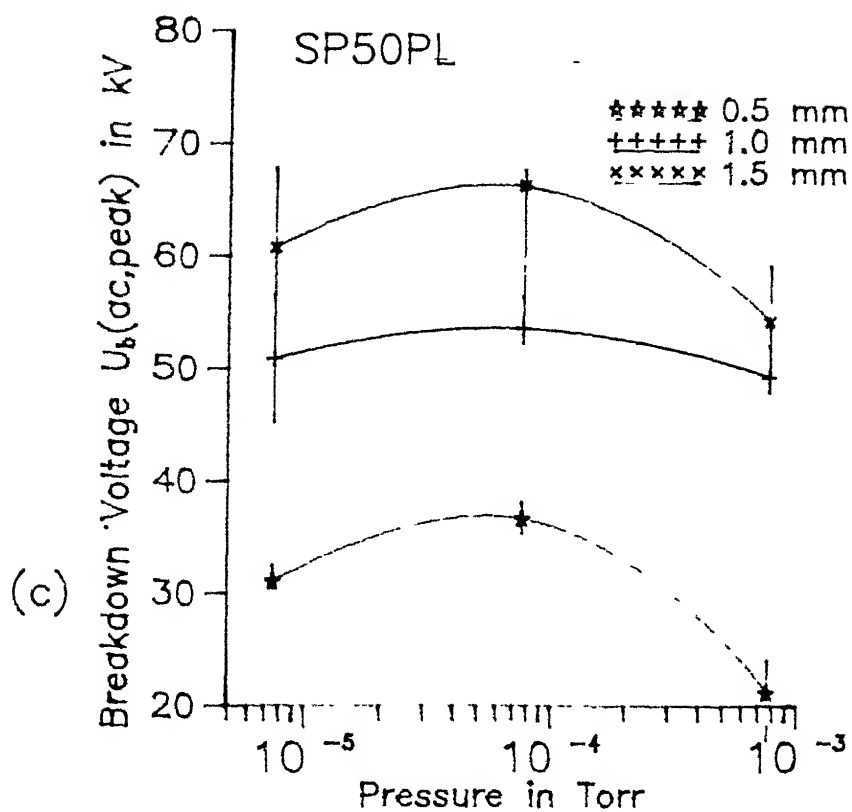 SP50PL
☆☆☆☆☆ 0.5 mm
+++++ 1.0 mm
××××× 1.5 mm
Breakdown Voltage U_b(ac,peak) in kV
80
70
60
50
40
30
20
(c)
10⁻⁵ 10⁻⁴ 10⁻³
Pressure in Torr